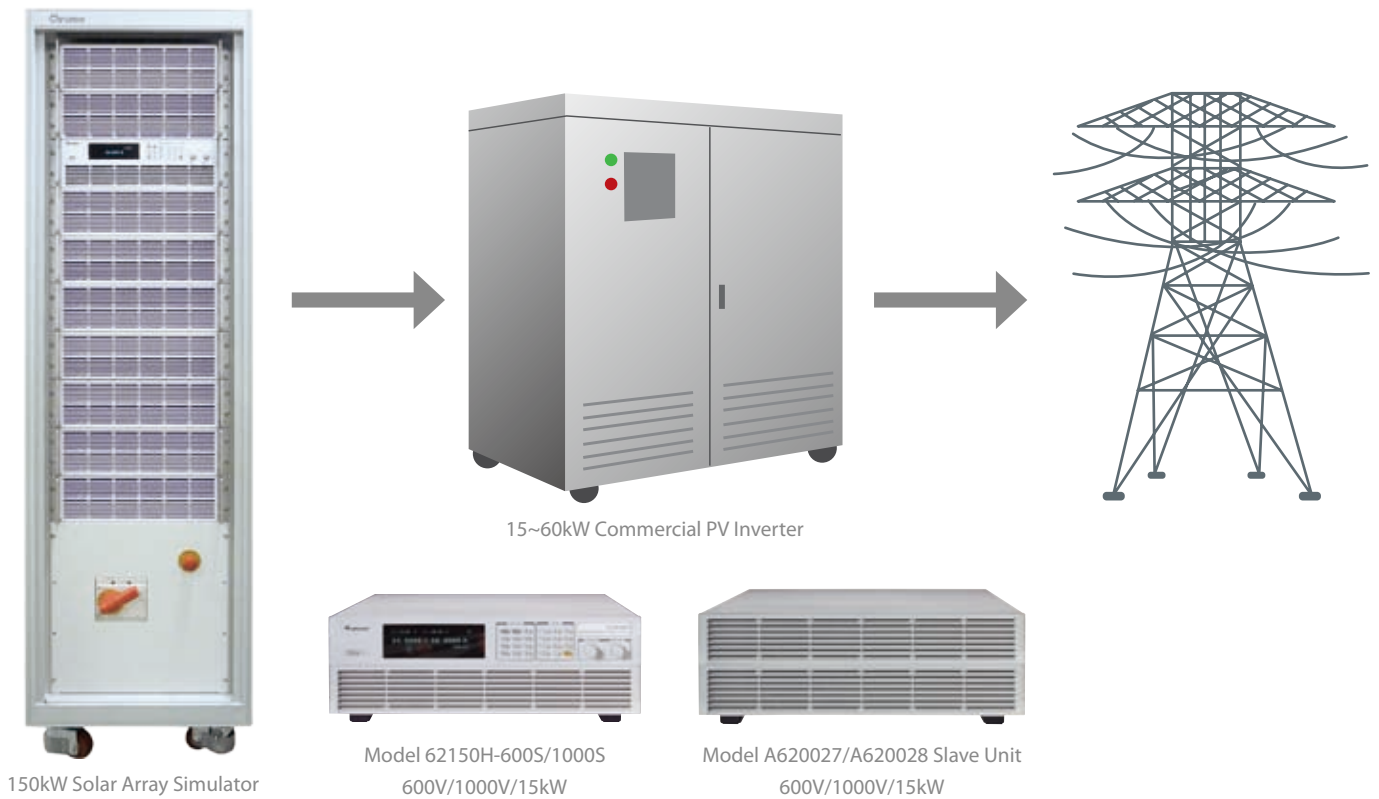 Chroma
15~60kW Commercial PV Inverter
150kW Solar Array Simulator
Model 62150H-600S/1000S
600V/1000V/15kW
Model A620027/A620028 Slave Unit
600V/1000V/15kW